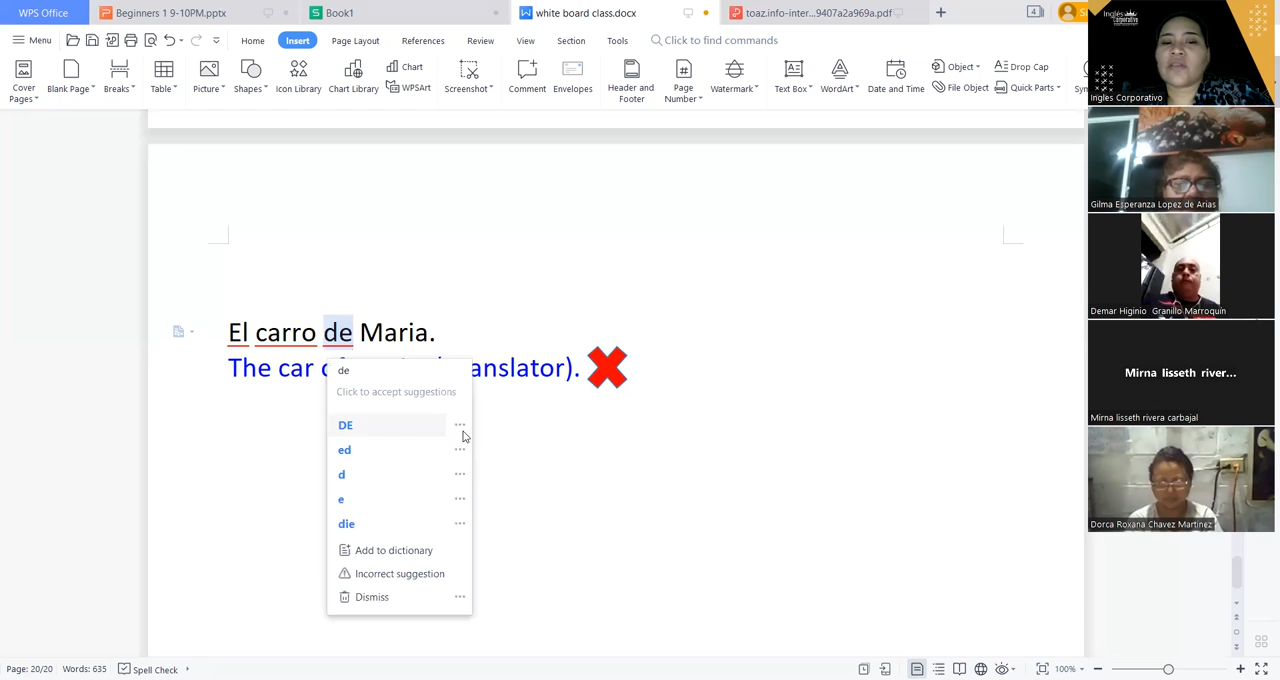 WPS Office
Beginners 1 9-10PM.pptx
Book1
white board class.docx
toaz.info-inter...9407a2a969a.pdf
Menu
Home
Insert
Page Layout
References
Review
View
Section
Tools
Click to find commands
Cover Pages
Blank Page
Breaks
Table
Picture
Shapes
Icon Library
Chart Library
Chart
WPSArt
Screenshot
Comment
Envelopes
Header and Footer
Page Number
Watermark
Text Box
WordArt
Date and Time
Object
File Object
Drop Cap
Quick Parts
El carro de Maria.
The car
anslator).
de
Click to accept suggestions
DE
ed
d
e
die
Add to dictionary
Incorrect suggestion
Dismiss
Inglés Corporativo
Ingles Corporativo
Gilma Esperanza Lopez de Arias
Demar Higinio Granillo Marroquin
Mirna lisseth river...
Mirna lisseth rivera carbajal
Dorca Roxana Chavez Martinez
Page: 20/20
Words: 635
Spell Check
100%